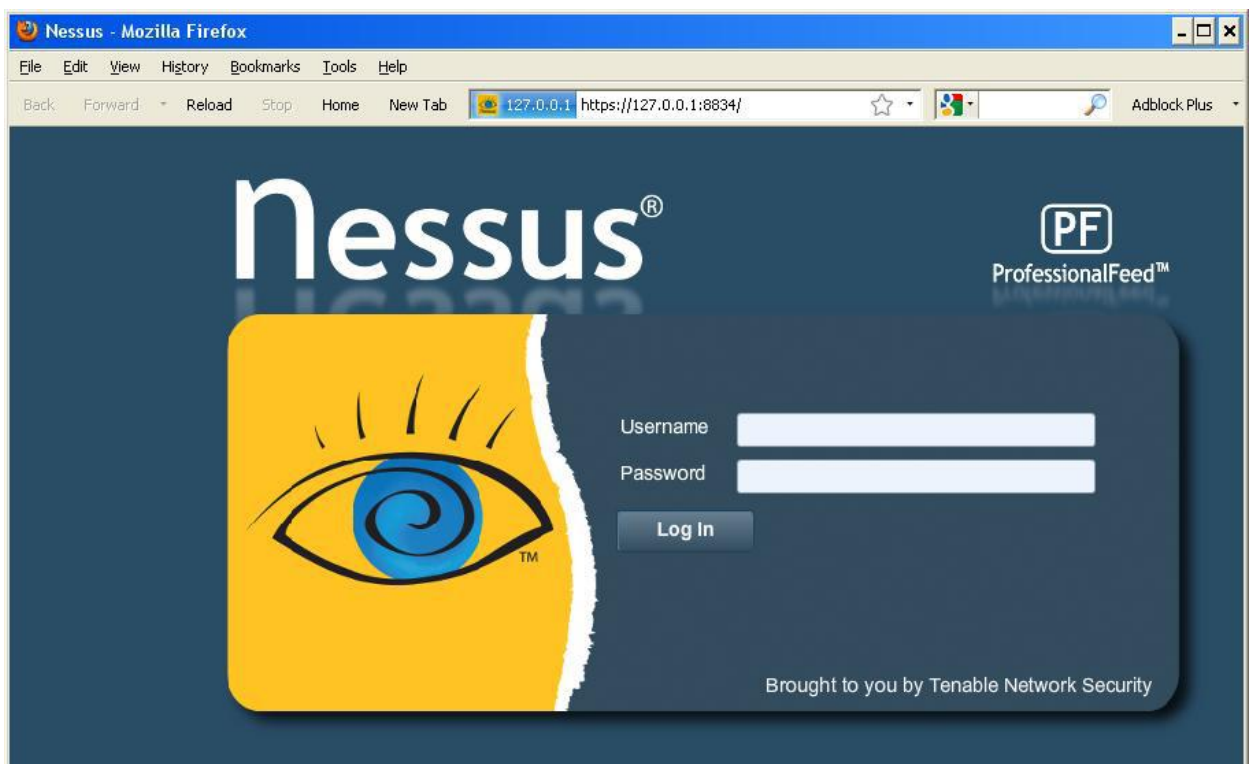 Nessus - Mozilla Firefox
File Edit View History Bookmarks Tools Help
Back Forward Reload Stop Home New Tab 127.0.0.1 https://127.0.0.1:8834/ Adblock Plus
Nessus®
PF
ProfessionalFeed™
Username
Password
Log In
TM
Brought to you by Tenable Network Security